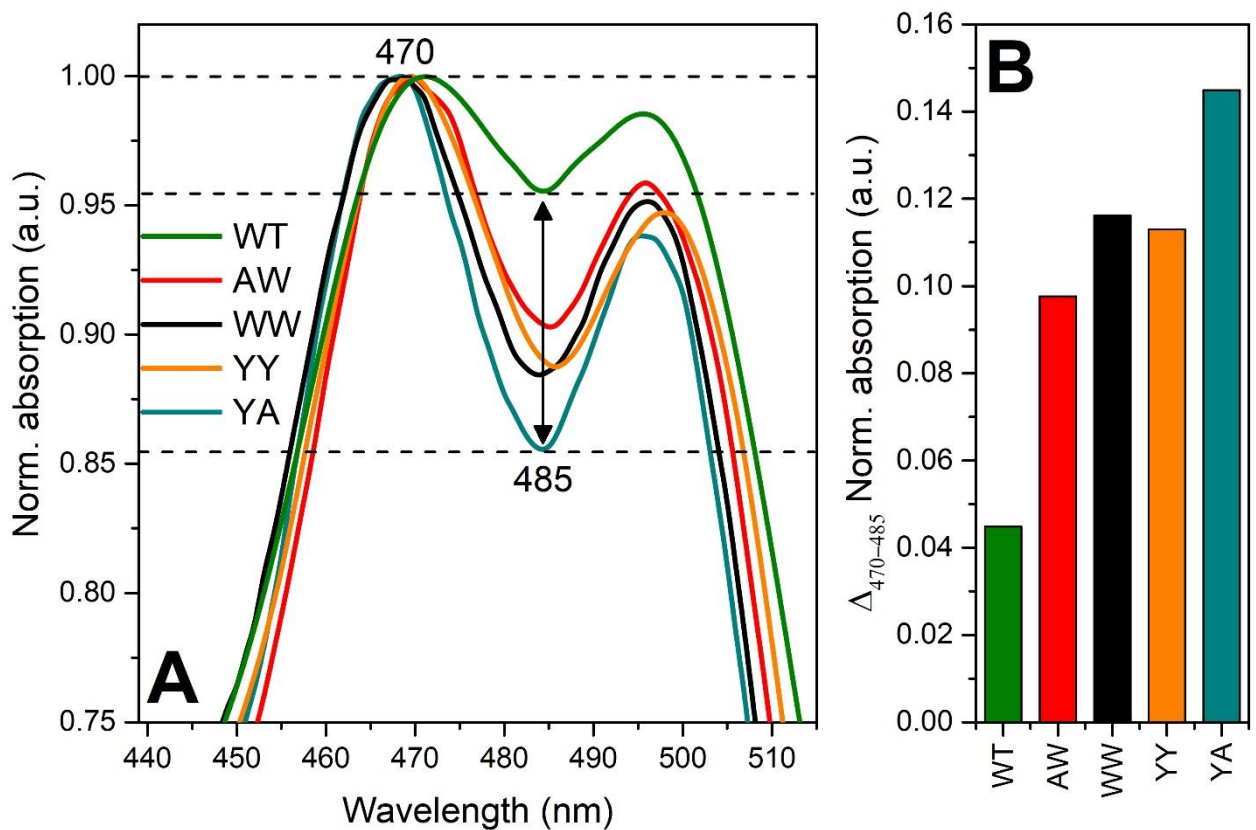 470
1.00
0.95
0.90
0.85
0.80
0.75
Norm. absorption (a.u.)
WT
AW
WW
YY
YA
485
A
440 450 460 470 480 490 500 510
Wavelength (nm)
B
0.16
0.14
0.12
0.10
0.08
0.06
0.04
0.02
0.00
Δ470–485 Norm. absorption (a.u.)
WT AW WW YY YA